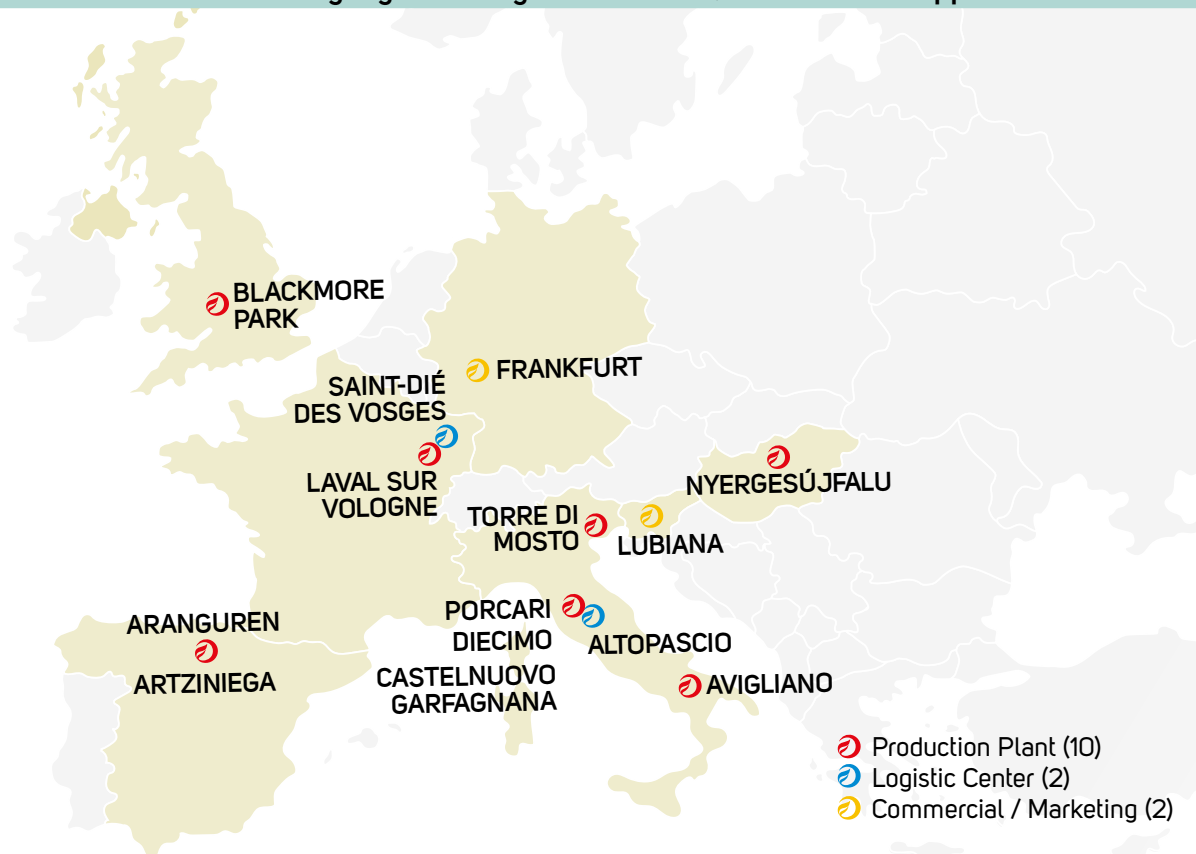 BLACKMORE
PARK
FRANKFURT
SAINT-DIÉ
DES VOSGES
LAVAL SUR
VOLOGNE
NYERGESÚJFALU
TORRE DI
MOSTO
LUBIANA
ARANGUREN
ARTZINIEGA
PORCARI
DIECIMO
ALTOPASCIO
CASTELNUOVO
GARFAGNANA
AVIGLIANO
Production Plant (10)
Logistic Center (2)
Commercial / Marketing (2)